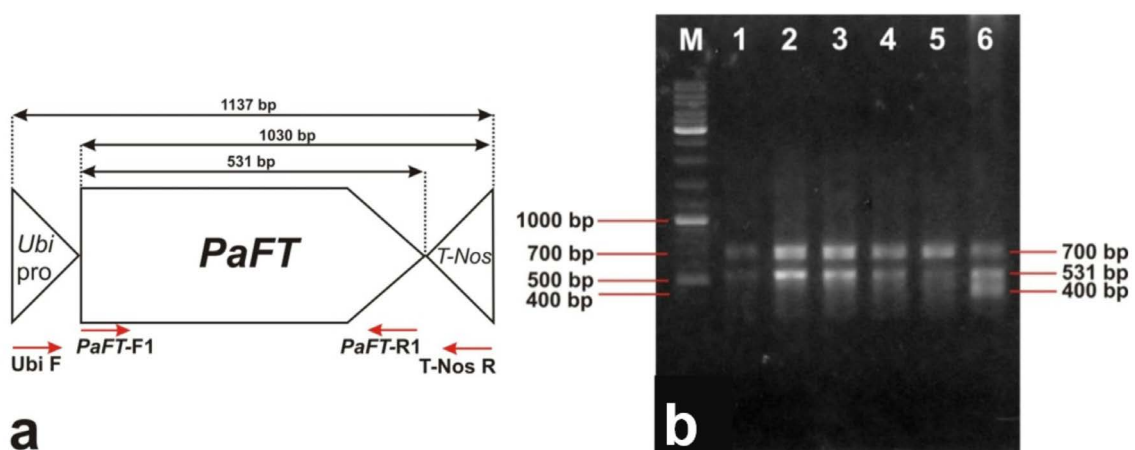 1137 bp
1030 bp
531 bp
Ubi
pro
PaFT
T-Nos
PaFT-F1
PaFT-R1
Ubi F
T-Nos R
a
M 1 2 3 4 5 6
1000 bp
700 bp
500 bp
400 bp
700 bp
531 bp
400 bp
b